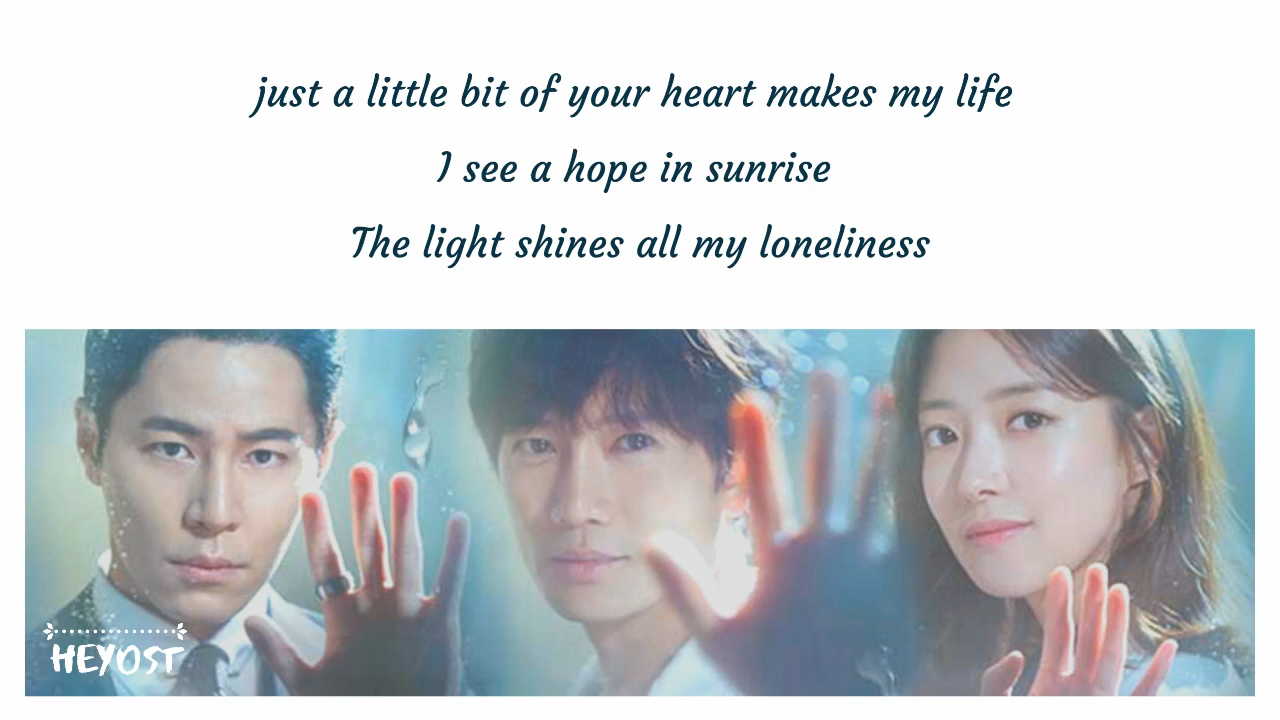 just a little bit of your heart makes my life
I see a hope in sunrise
The light shines all my loneliness
HEYOST